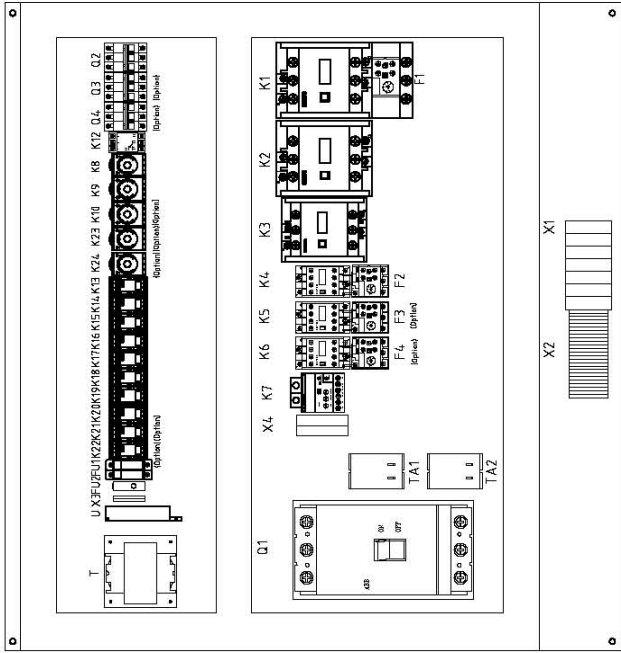 Q2
Q3
(Option)
Q4
(Option)
K12
K8
K9
K10
(Option)
K23
(Option)
K24
(Option)
K13
K14
K15
K16
K17
K18
K19
K20
K21
(Option)
K22
(Option)
FU1
FU2
X3
U
T
K1
F1
K2
K3
K4
F2
K5
F3
(Option)
K6
F4
(Option)
K7
X4
TA1
TA2
Q1
ON
OFF
ABB
X1
X2